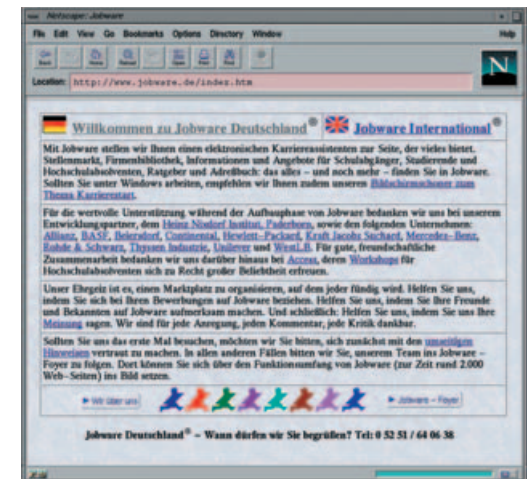 Netscape: Jobware
File Edit View Go Bookmarks Options Directory Window Help
Back Home Reload Open Print Find
N
Location: http://www.jobware.de/index.htm
Willkommen zu Jobware Deutschland® Jobware International®
Mit Jobware stellen wir Ihnen einen elektronischen Karriereassistenten zur Seite, der vieles bietet.
Stellenmarkt, Firmenbibliothek, Informationen und Angebote für Schulabgänger, Studierende und
Hochschulabsolventen, Ratgeber und Adreßbuch: das alles – und noch mehr – finden Sie in Jobware.
Sollten Sie unter Windows arbeiten, empfehlen wir Ihnen zudem unseren Bildschirmschoner zum
Thema Karrierestart.
Für die wertvolle Unterstützung während der Aufbauphase von Jobware bedanken wir uns bei unserem
Entwicklungspartner, dem Heinz Nixdorf Institut, Paderborn, sowie den folgenden Unternehmen:
Allianz, BASF, Beiersdorf, Continental, Hewlett-Packard, Kraft Jacobs Suchard, Mercedes-Benz,
Rohde & Schwarz, Thyssen Industrie, Unilever und WestLB. Für gute, freundschaftliche
Zusammenarbeit bedanken wir uns darüber hinaus bei Access, deren Workshops für
Hochschulabsolventen sich zu Recht großer Beliebtheit erfreuen.
Unser Ehrgeiz ist es, einen Marktplatz zu organisieren, auf dem jeder fündig wird. Helfen Sie uns,
indem Sie sich bei Ihren Bewerbungen auf Jobware beziehen. Helfen Sie uns, indem Sie Ihre Freunde
und Bekannten auf Jobware aufmerksam machen. Und schließlich: Helfen Sie uns, indem Sie uns Ihre
Meinung sagen. Wir sind für jede Anregung, jeden Kommentar, jede Kritik dankbar.
Sollten Sie uns das erste Mal besuchen, möchten wir Sie bitten, sich zunächst mit den umseitigen
Hinweisen vertraut zu machen. In allen anderen Fällen bitten wir Sie, unserem Team ins Jobware –
Foyer zu folgen. Dort können Sie sich über den Funktionsumfang von Jobware (zur Zeit rund 2.000
Web-Seiten) ins Bild setzen.
Wir über uns Jobware – Foyer
Jobware Deutschland® – Wann dürfen wir Sie begrüßen? Tel: 0 52 51 / 64 06 38